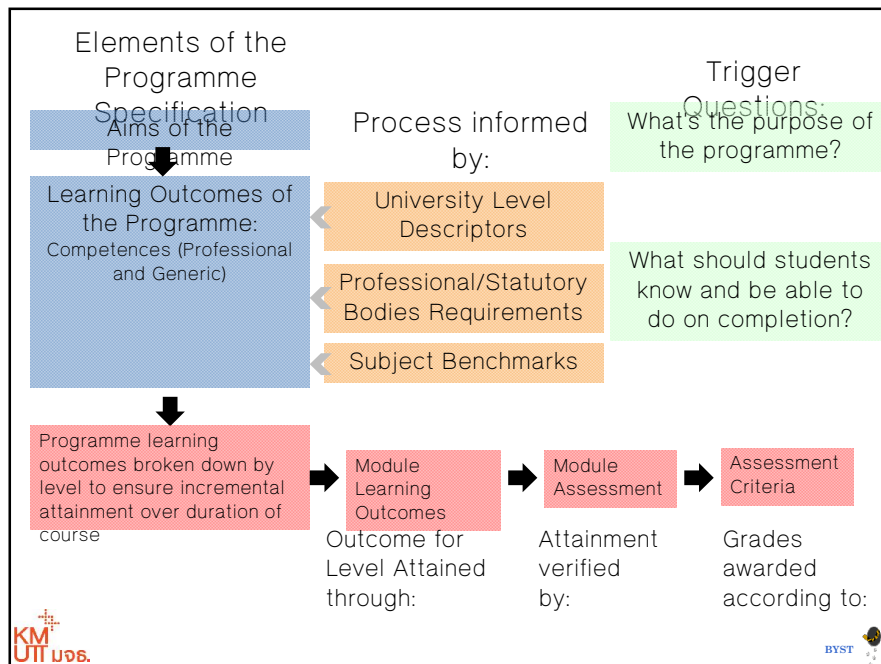 Elements of the
Programme
Specification
Aims of the
Programme
Learning Outcomes of
the Programme:
Competences (Professional
and Generic)
Process informed
by:
University Level
Descriptors
Professional/Statutory
Bodies Requirements
Subject Benchmarks
Trigger
Questions:
What's the purpose of
the programme?
What should students
know and be able to
do on completion?
Programme learning
outcomes broken down by
level to ensure incremental
attainment over duration of
course
Module
Learning
Outcomes
Module
Assessment
Assessment
Criteria
Outcome for
Level Attained
through:
Attainment
verified
by:
Grades
awarded
according to:
KM
UTT มจธ.
BYST